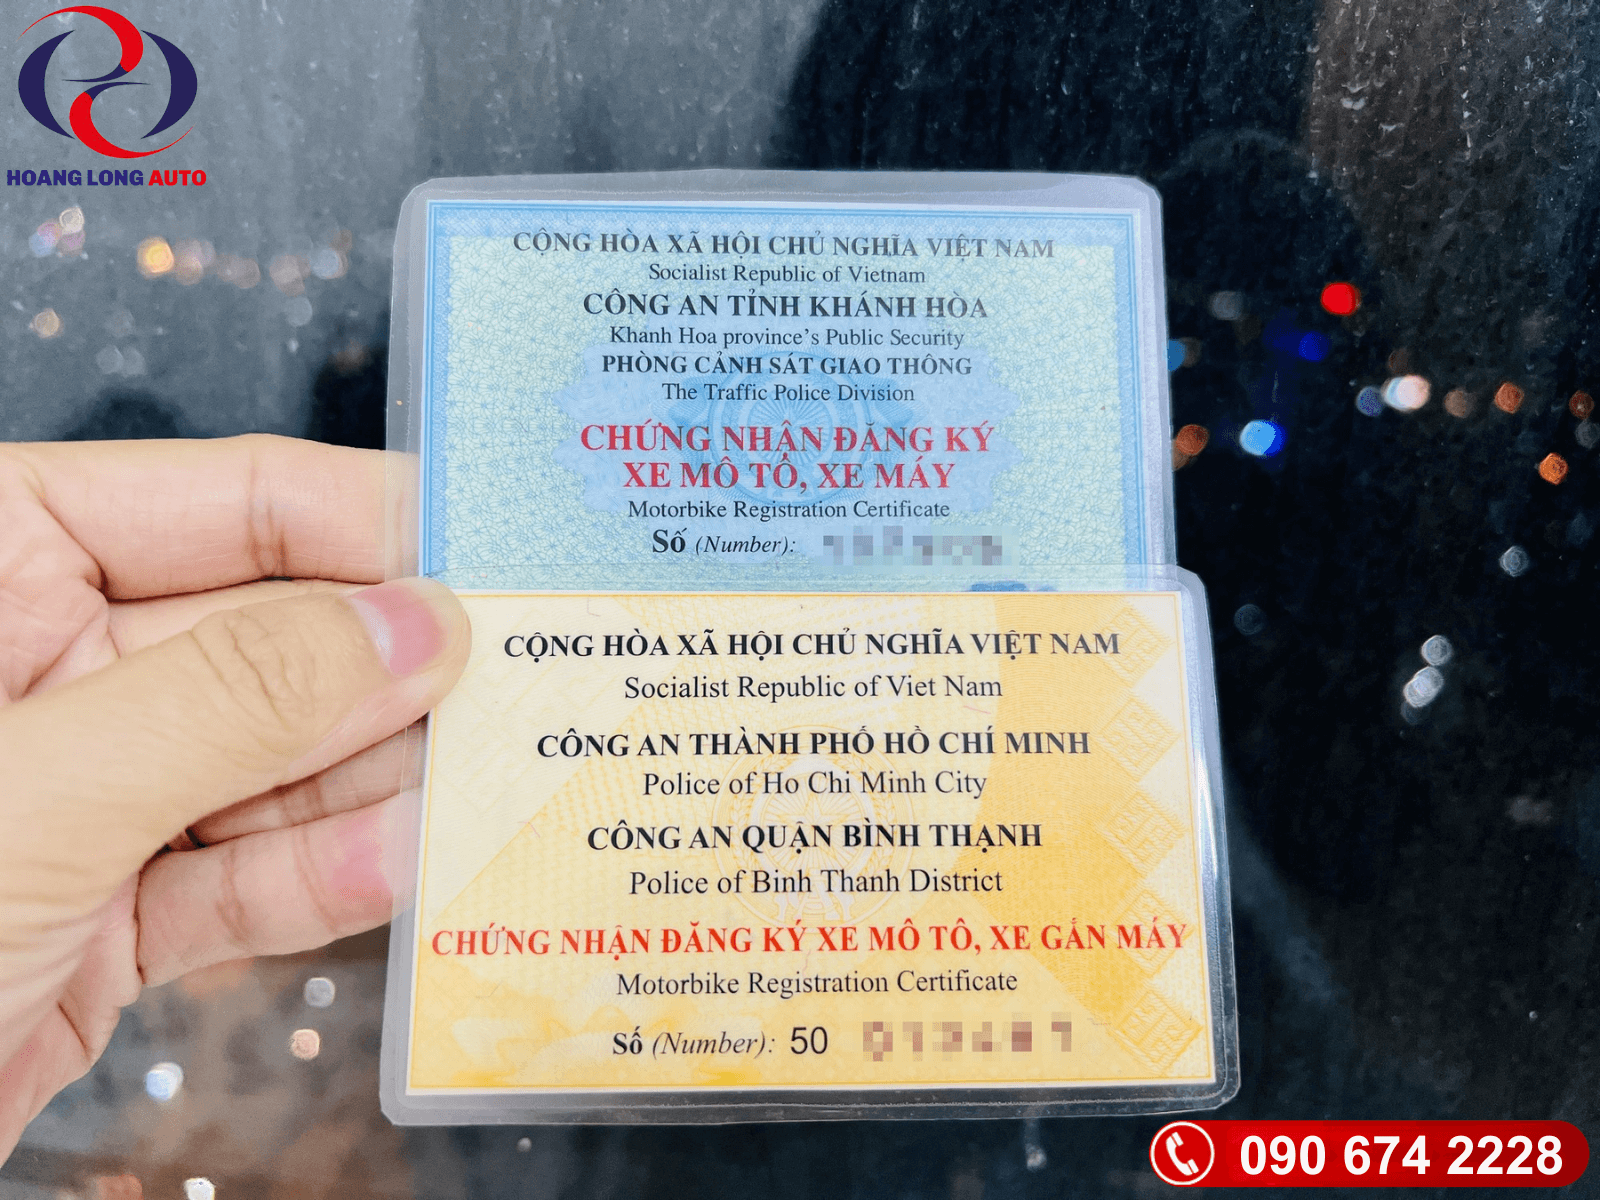 HOANG LONG AUTO
CỘNG HÒA XÃ HỘI CHỦ NGHĨA VIỆT NAM
Socialist Republic of Vietnam
CÔNG AN TỈNH KHÁNH HÒA
Khanh Hoa province's Public Security
PHÒNG CẢNH SÁT GIAO THÔNG
The Traffic Police Division
CHỨNG NHẬN ĐĂNG KÝ
XE MÔ TÔ, XE MÁY
Motorbike Registration Certificate
Số (Number):
CỘNG HÒA XÃ HỘI CHỦ NGHĨA VIỆT NAM
Socialist Republic of Viet Nam
CÔNG AN THÀNH PHỐ HỒ CHÍ MINH
Police of Ho Chi Minh City
CÔNG AN QUẬN BÌNH THẠNH
Police of Binh Thanh District
CHỨNG NHẬN ĐĂNG KÝ XE MÔ TÔ, XE GẮN MÁY
Motorbike Registration Certificate
Số (Number): 50
090 674 2228